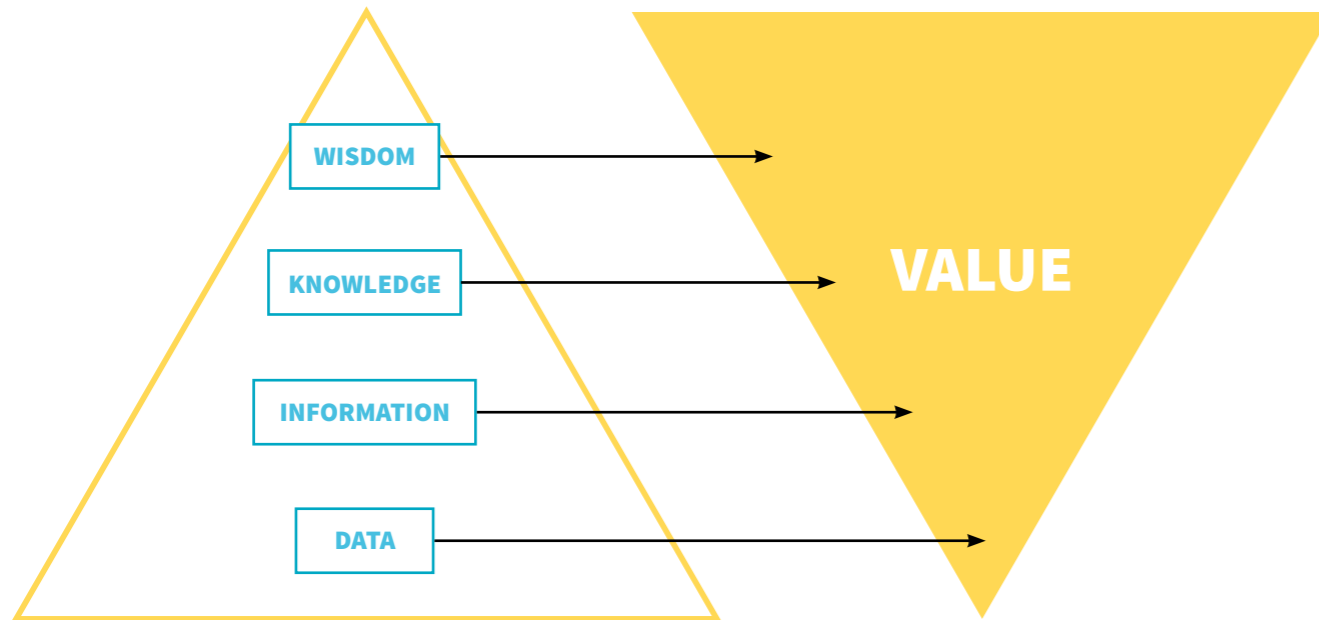 WISDOM
KNOWLEDGE
VALUE
INFORMATION
DATA